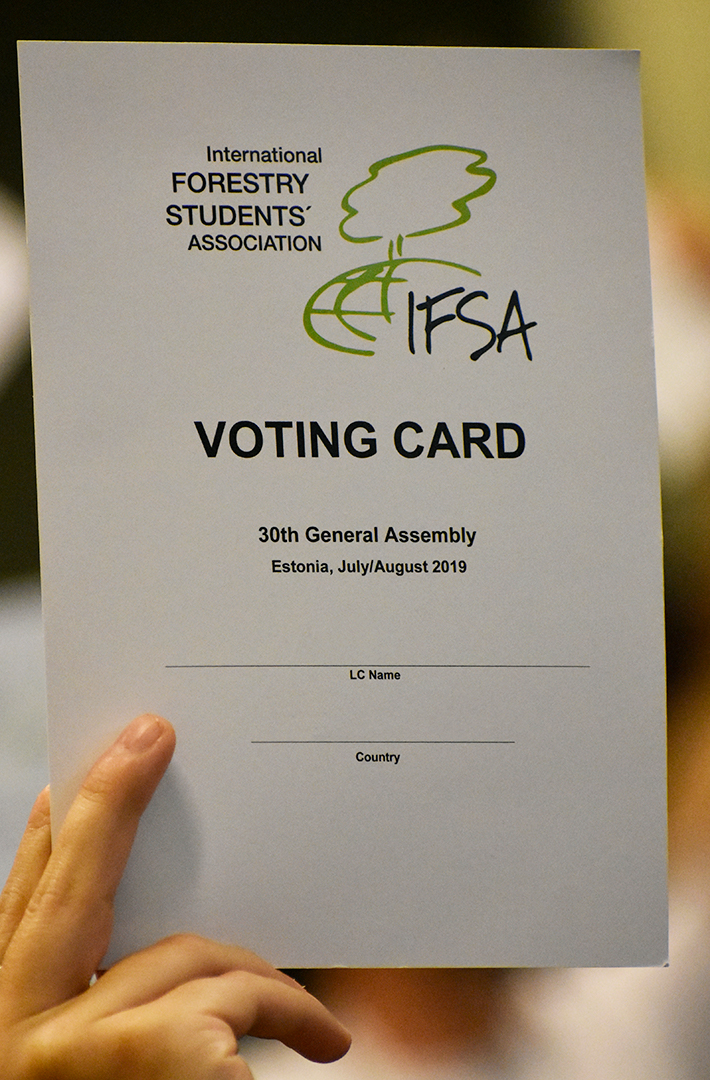 International
FORESTRY
STUDENTS´
ASSOCIATION
IFSA
VOTING CARD
30th General Assembly
Estonia, July/August 2019
LC Name
Country